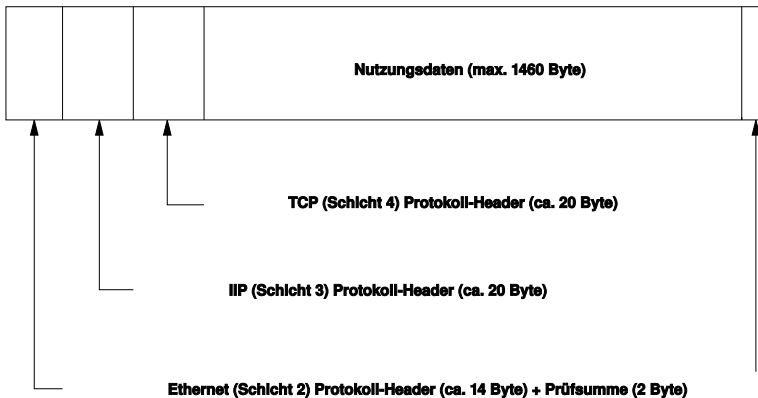 Nutzungsdaten (max. 1460 Byte)
TCP (Schicht 4) Protokoll-Header (ca. 20 Byte)
IIP (Schicht 3) Protokoll-Header (ca. 20 Byte)
Ethernet (Schicht 2) Protokoll-Header (ca. 14 Byte) + Prüfsumme (2 Byte)